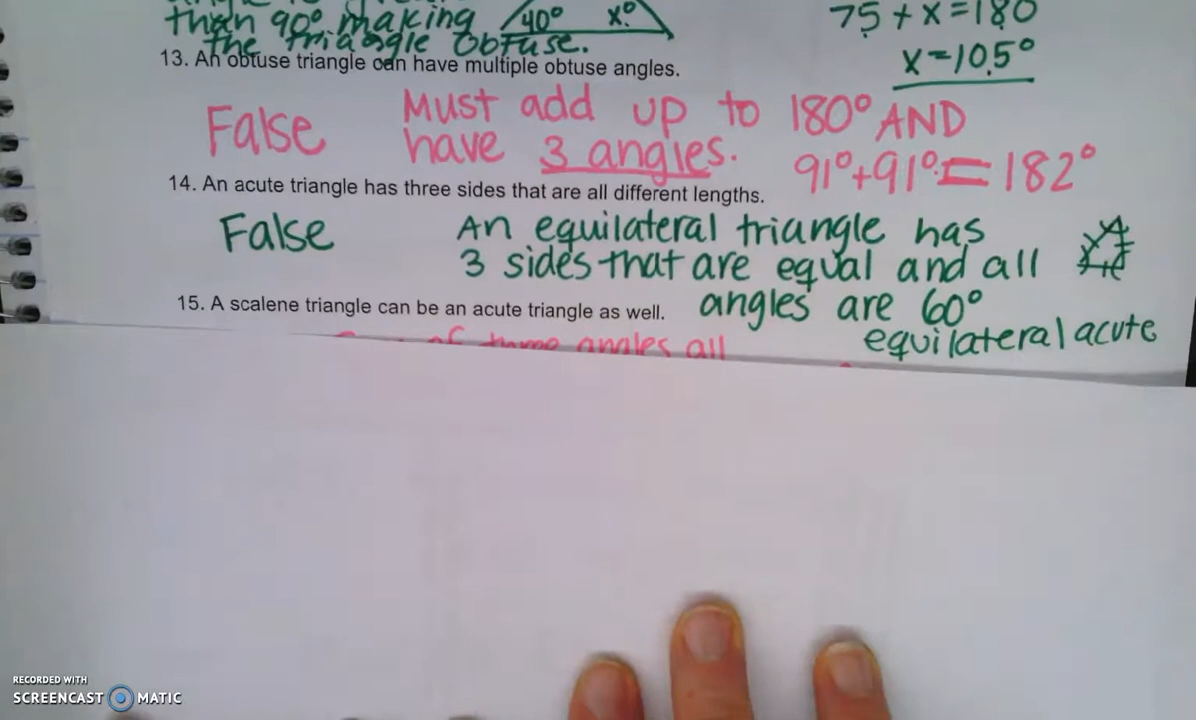 than 90° making 40° x°
the triangle obtuse.
75 + x = 180
x = 105°
13. An obtuse triangle can have multiple obtuse angles.
False Must add up to 180° AND
have 3 angles. 91° + 91° = 182°
14. An acute triangle has three sides that are all different lengths.
False An equilateral triangle has
3 sides that are equal and all
angles are 60°
15. A scalene triangle can be an acute triangle as well.
equilateral acute
angles all
RECORDED WITH
SCREENCAST MATIC